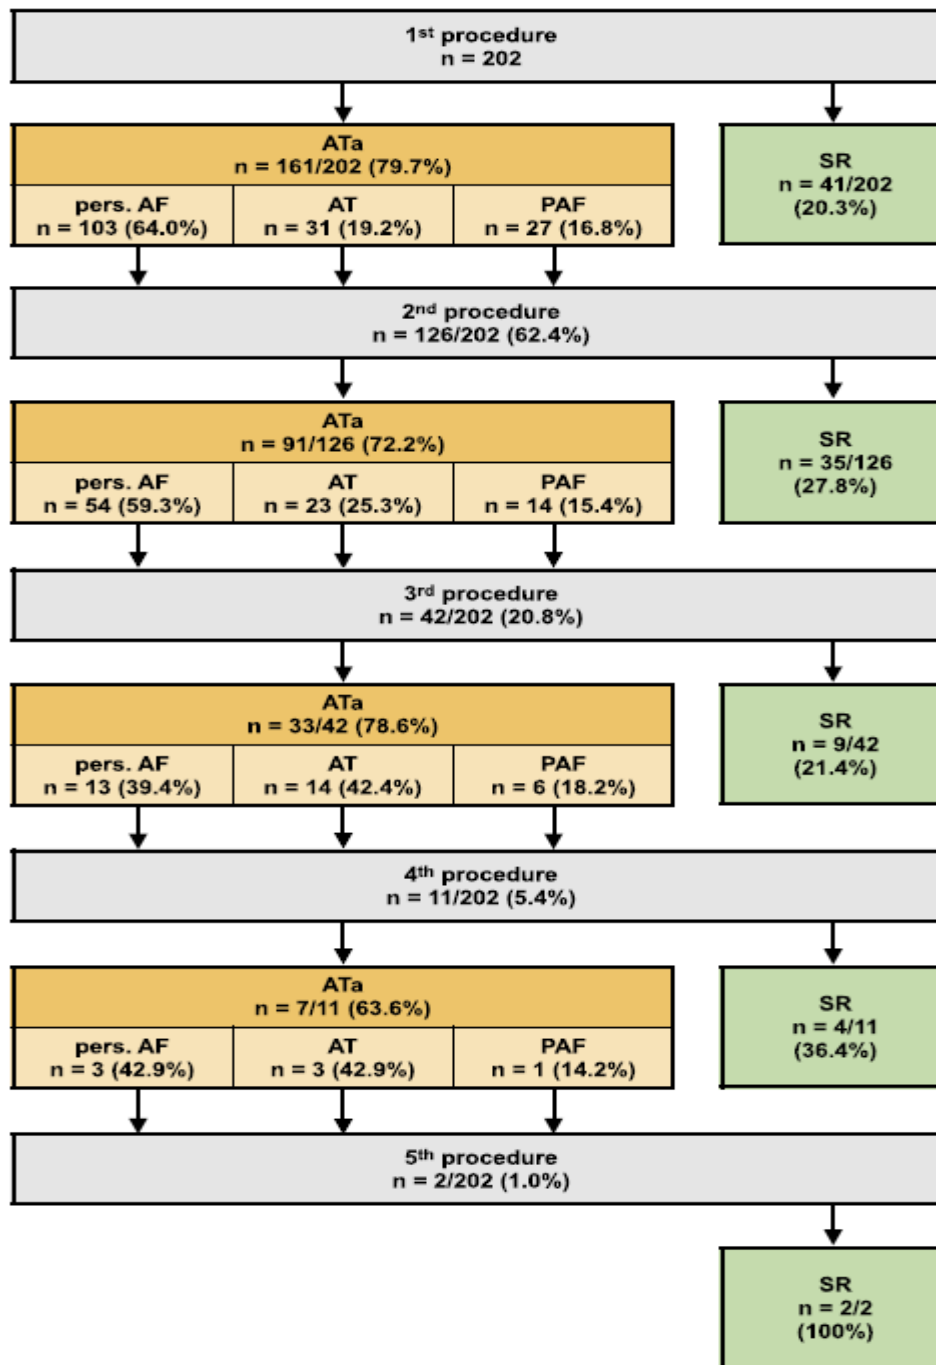 1st procedure
n = 202
ATa
n = 161/202 (79.7%)
pers. AF
n = 103 (64.0%)
AT
n = 31 (19.2%)
PAF
n = 27 (16.8%)
SR
n = 41/202
(20.3%)
2nd procedure
n = 126/202 (62.4%)
ATa
n = 91/126 (72.2%)
pers. AF
n = 54 (59.3%)
AT
n = 23 (25.3%)
PAF
n = 14 (15.4%)
SR
n = 35/126
(27.8%)
3rd procedure
n = 42/202 (20.8%)
ATa
n = 33/42 (78.6%)
pers. AF
n = 13 (39.4%)
AT
n = 14 (42.4%)
PAF
n = 6 (18.2%)
SR
n = 9/42
(21.4%)
4th procedure
n = 11/202 (5.4%)
ATa
n = 7/11 (63.6%)
pers. AF
n = 3 (42.9%)
AT
n = 3 (42.9%)
PAF
n = 1 (14.2%)
SR
n = 4/11
(36.4%)
5th procedure
n = 2/202 (1.0%)
SR
n = 2/2
(100%)